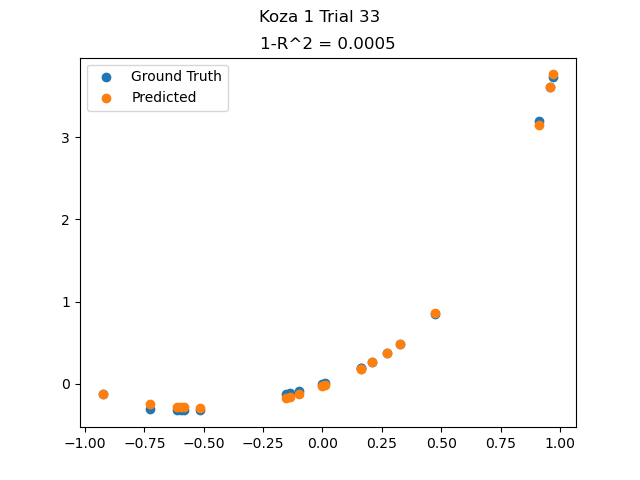 Koza 1 Trial 33
1-R^2 = 0.0005
Ground Truth
Predicted
3
2
1
0
−1.00 −0.75 −0.50 −0.25 0.00 0.25 0.50 0.75 1.00